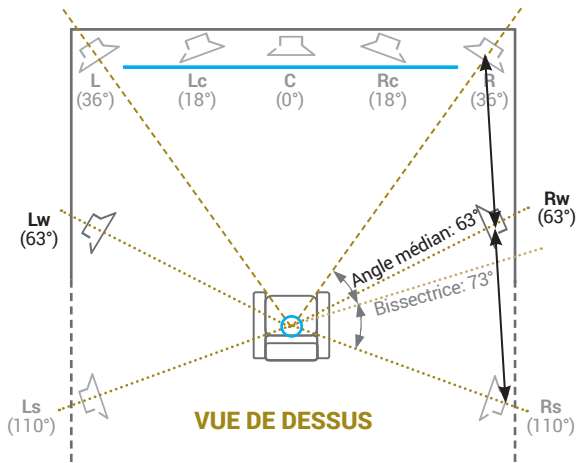 L
(36°)
Lc
(18°)
C
(0°)
Rc
(18°)
R
(36°)
Lw
(63°)
Rw
(63°)
Angle médian: 63°
Bissectrice: 73°
Ls
(110°)
VUE DE DESSUS
Rs
(110°)